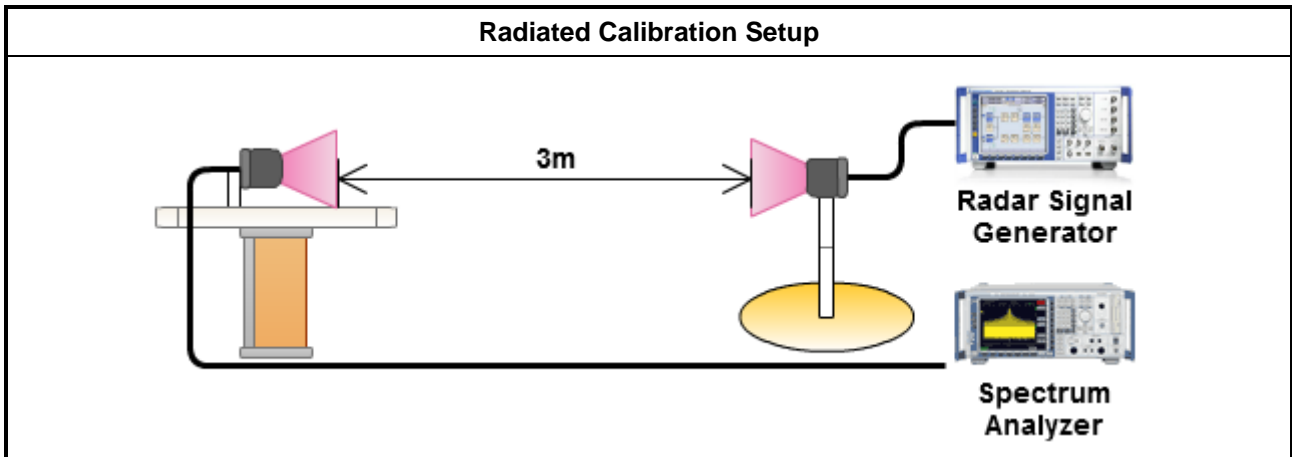 Radiated Calibration Setup
3m
Radar Signal
Generator
Spectrum
Analyzer